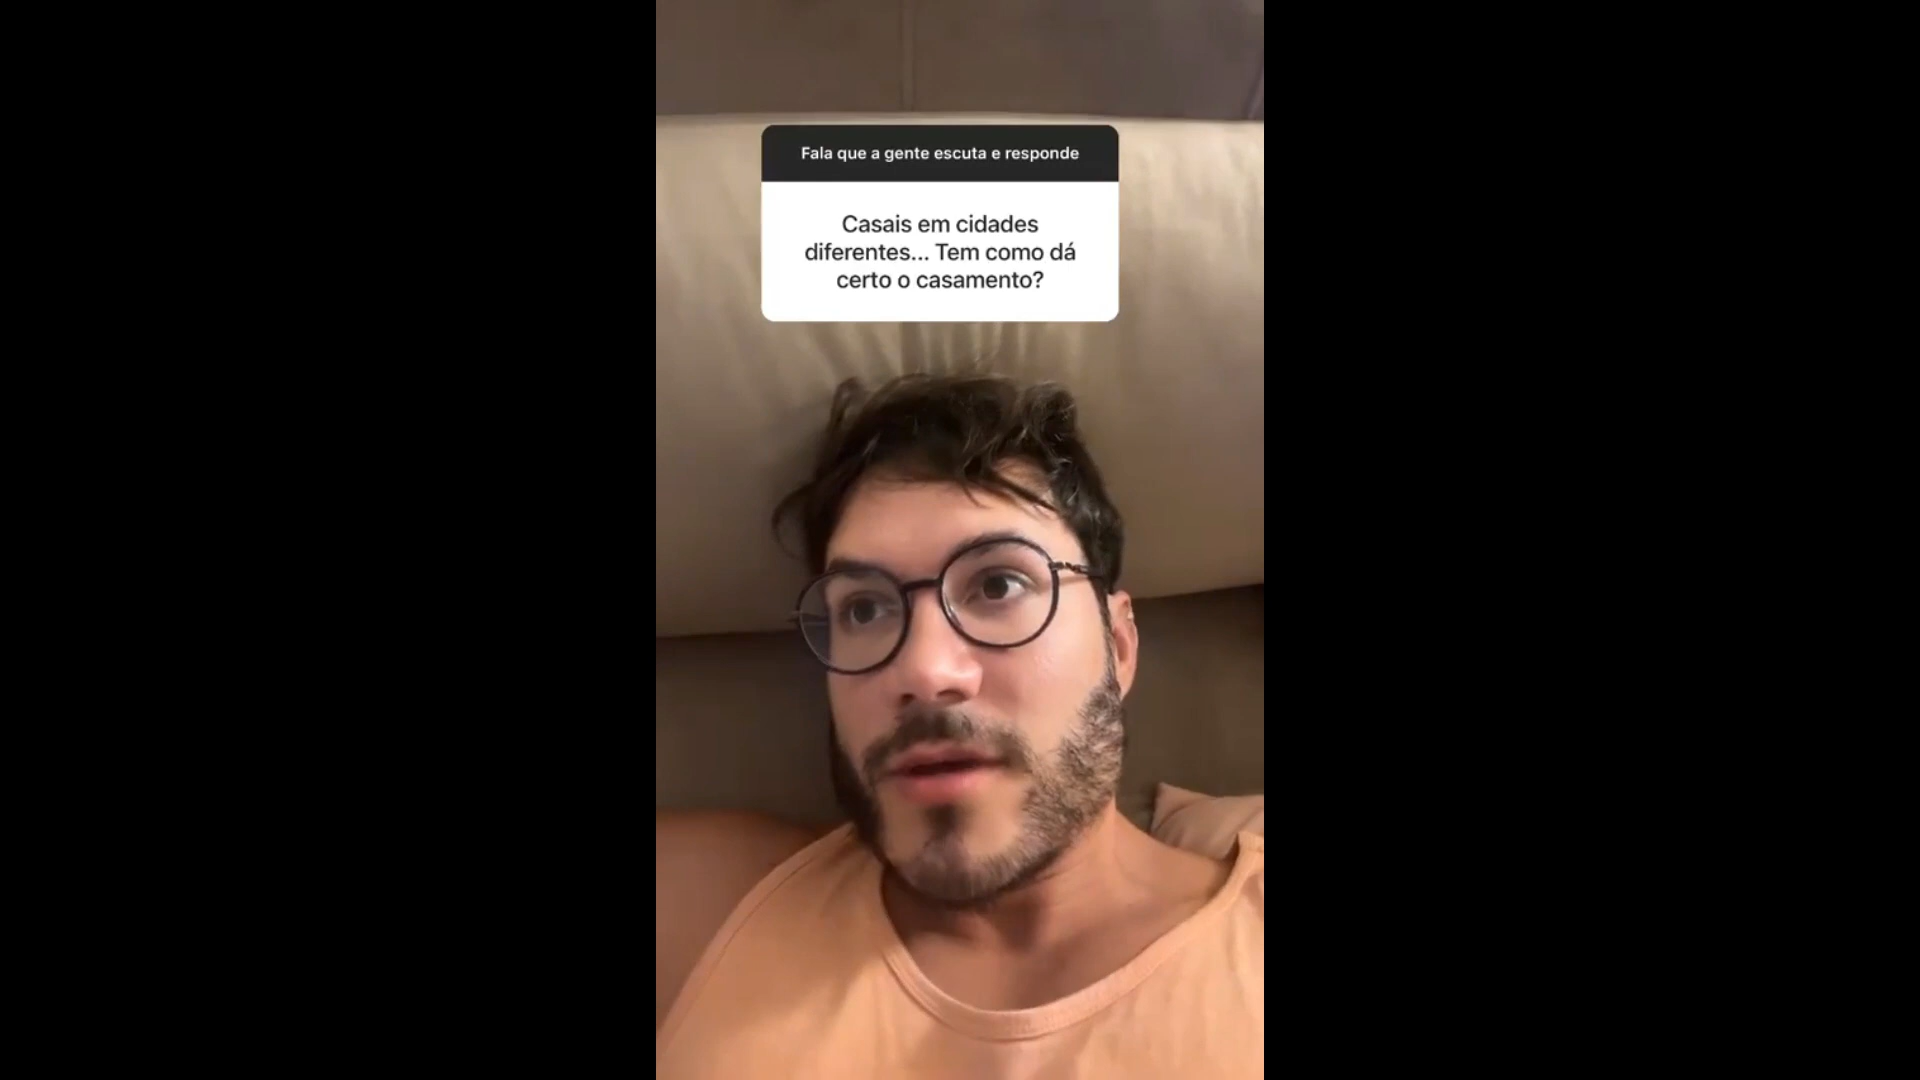 Fala que a gente escuta e responde
Casais em cidades
diferentes... Tem como dá
certo o casamento?